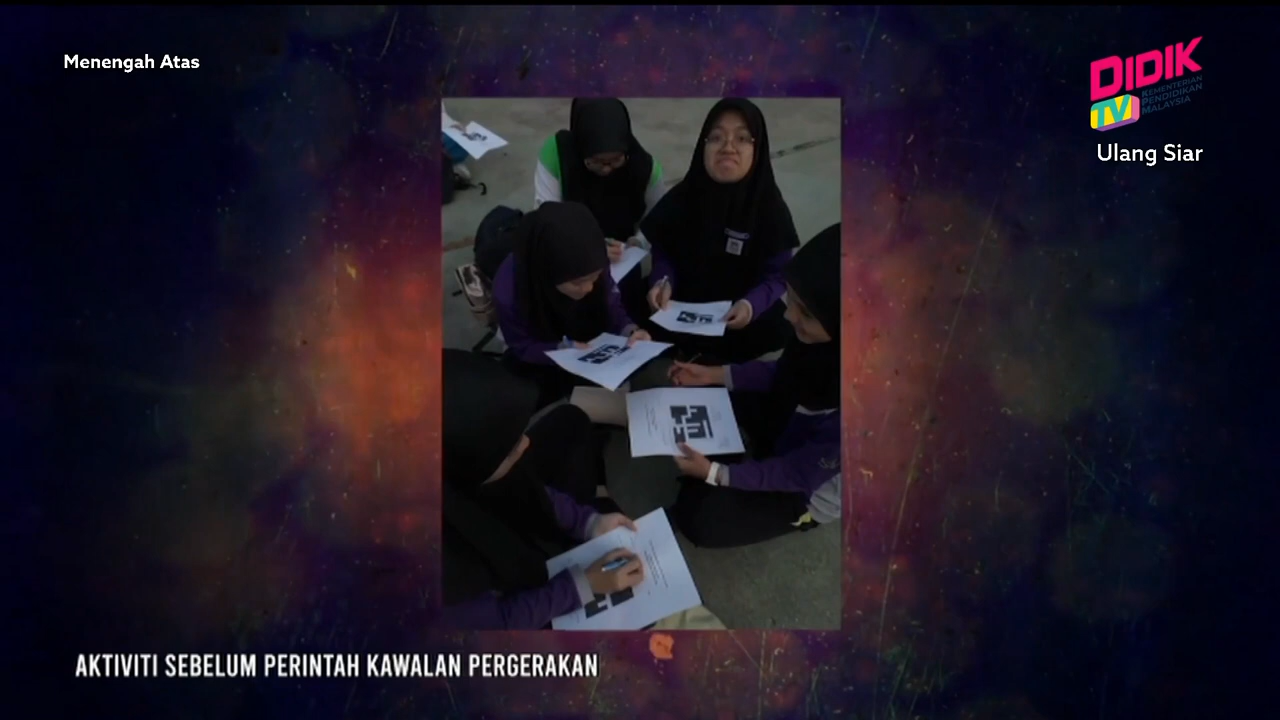 Menengah Atas
DIDIK
TV
KEMENTERIAN
PENDIDIKAN
MALAYSIA
Ulang Siar
AKTIVITI SEBELUM PERINTAH KAWALAN PERGERAKAN